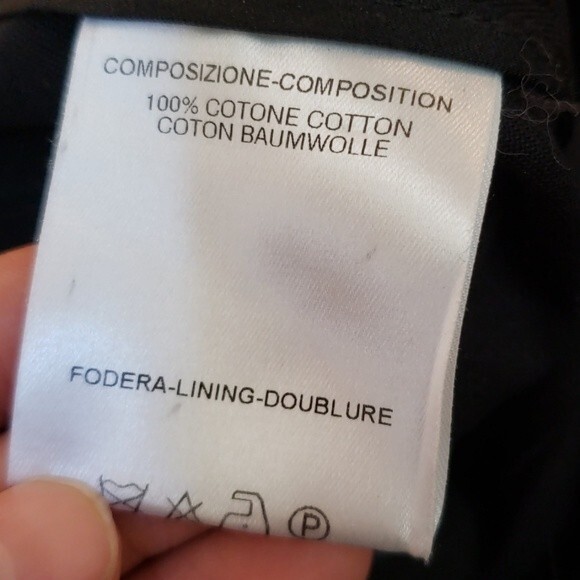 COMPOSIZIONE-COMPOSITION
100% COTONE COTTON
COTON BAUMWOLLE
FODERA-LINING-DOUBLURE
P